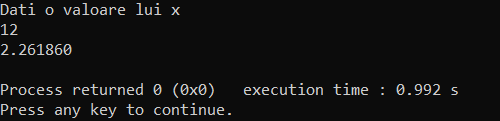 Dati o valoare lui x
12
2.261860
Process returned 0 (0x0)   execution time : 0.992 s
Press any key to continue.